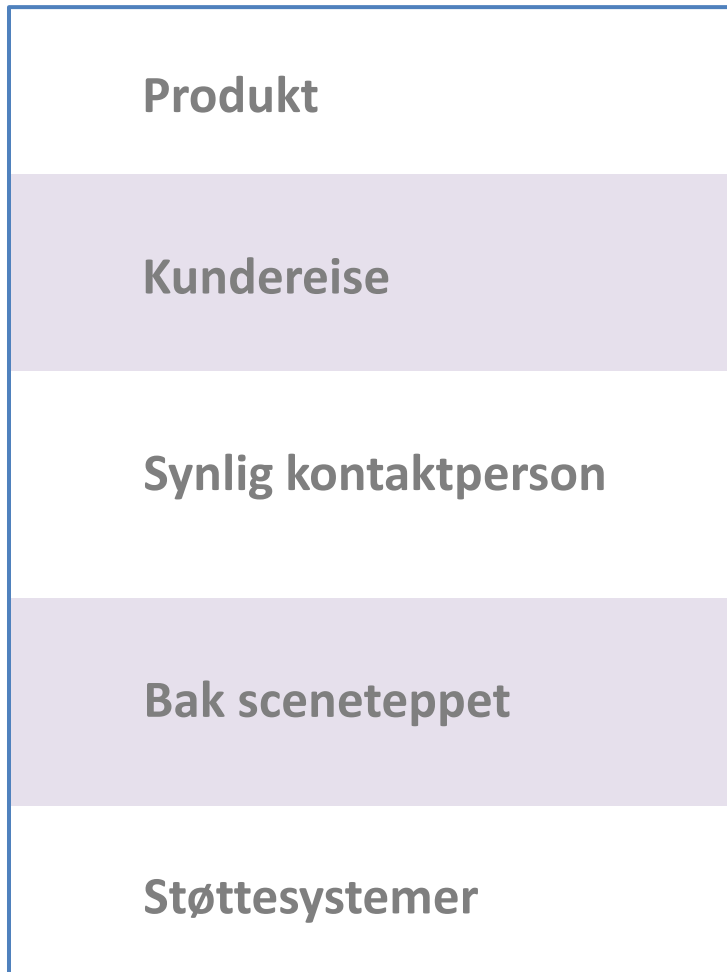 Produkt
Kundereise
Synlig kontaktperson
Bak sceneteppet
Støttesystemer